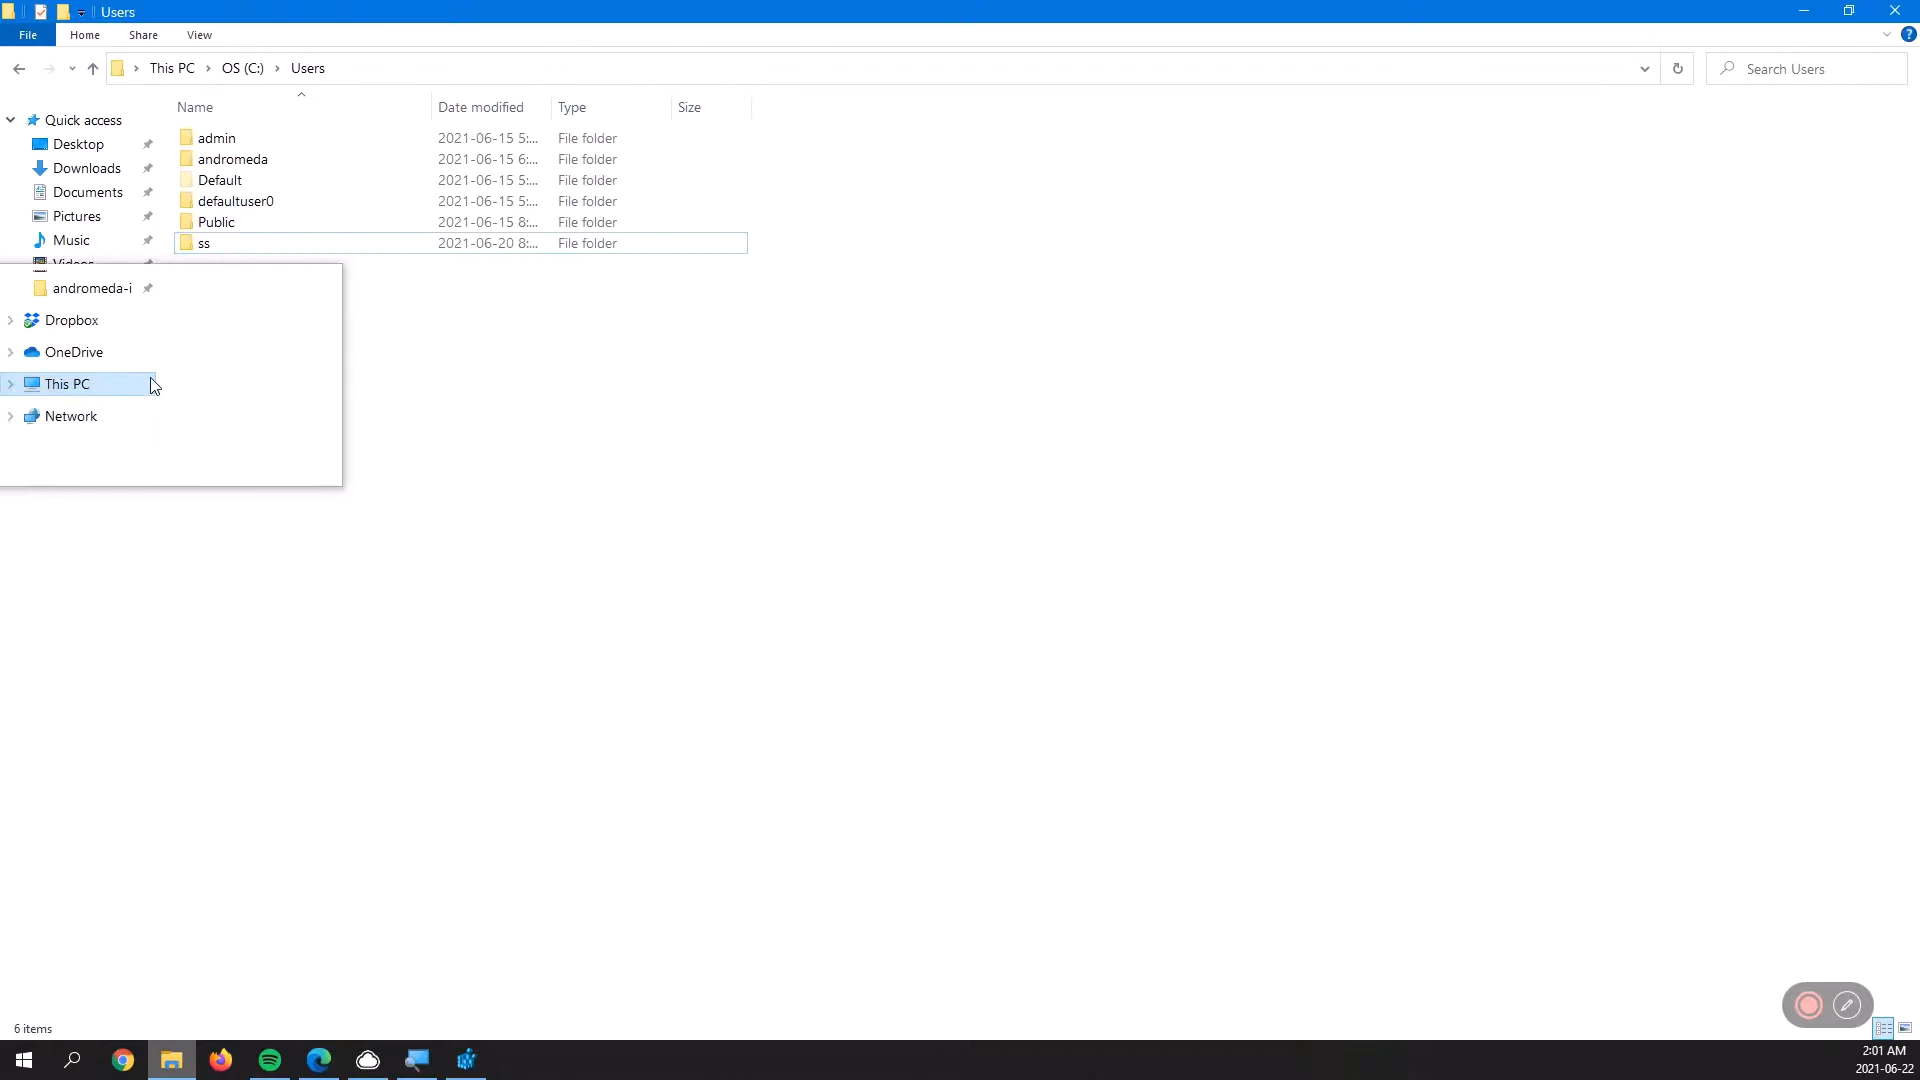 Users
File Home Share View
This PC OS (C:) Users
Search Users
Name Date modified Type Size
Quick access
Desktop
Downloads
Documents
Pictures
Music
Videos
andromeda-i
Dropbox
OneDrive
This PC
Network
admin 2021-06-15 5:... File folder
andromeda 2021-06-15 6:... File folder
Default 2021-06-15 5:... File folder
defaultuser0 2021-06-15 5:... File folder
Public 2021-06-15 8:... File folder
ss 2021-06-20 8:... File folder
6 items
2:01 AM
2021-06-22